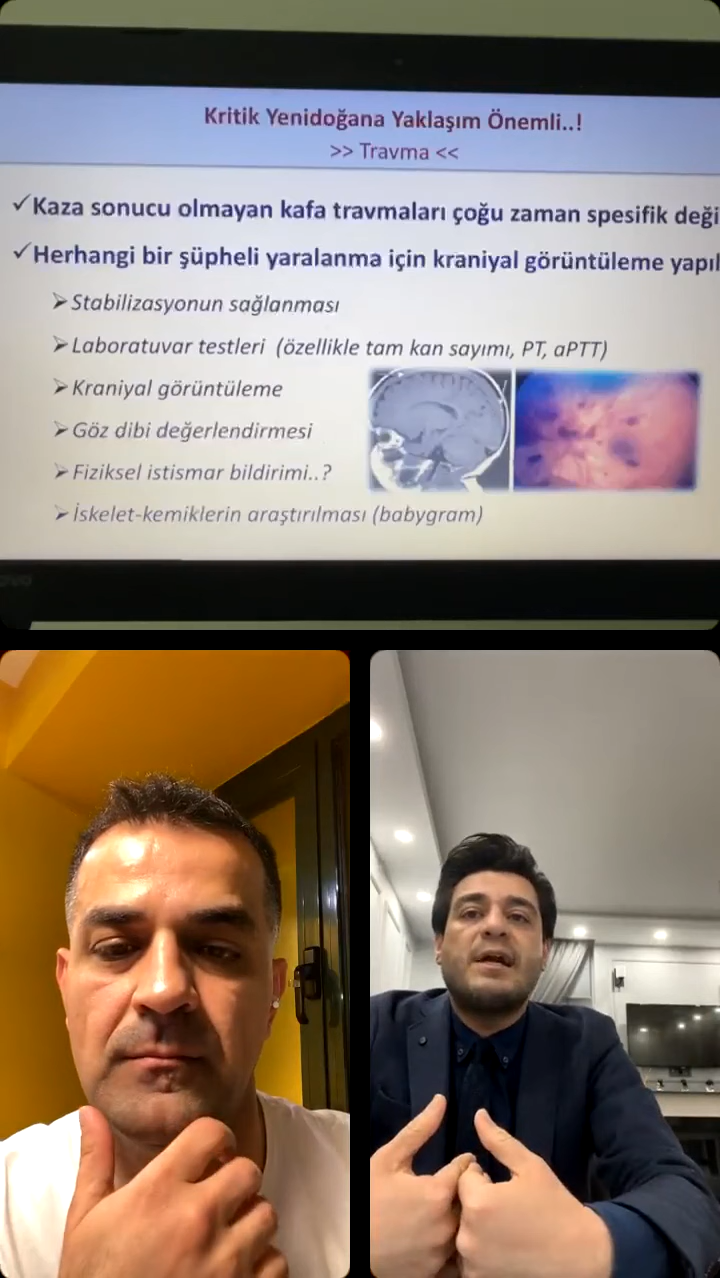 Kritik Yenidoğana Yaklaşım Önemli..!
>> Travma <<
✓Kaza sonucu olmayan kafa travmaları çoğu zaman spesifik deği
✓Herhangi bir şüpheli yaralanma için kraniyal görüntüleme yapıl
➢Stabilizasyonun sağlanması
➢Laboratuvar testleri (özellikle tam kan sayımı, PT, aPTT)
➢Kraniyal görüntüleme
➢Göz dibi değerlendirmesi
➢Fiziksel istismar bildirimi..?
➢İskelet-kemiklerin araştırılması (babygram)